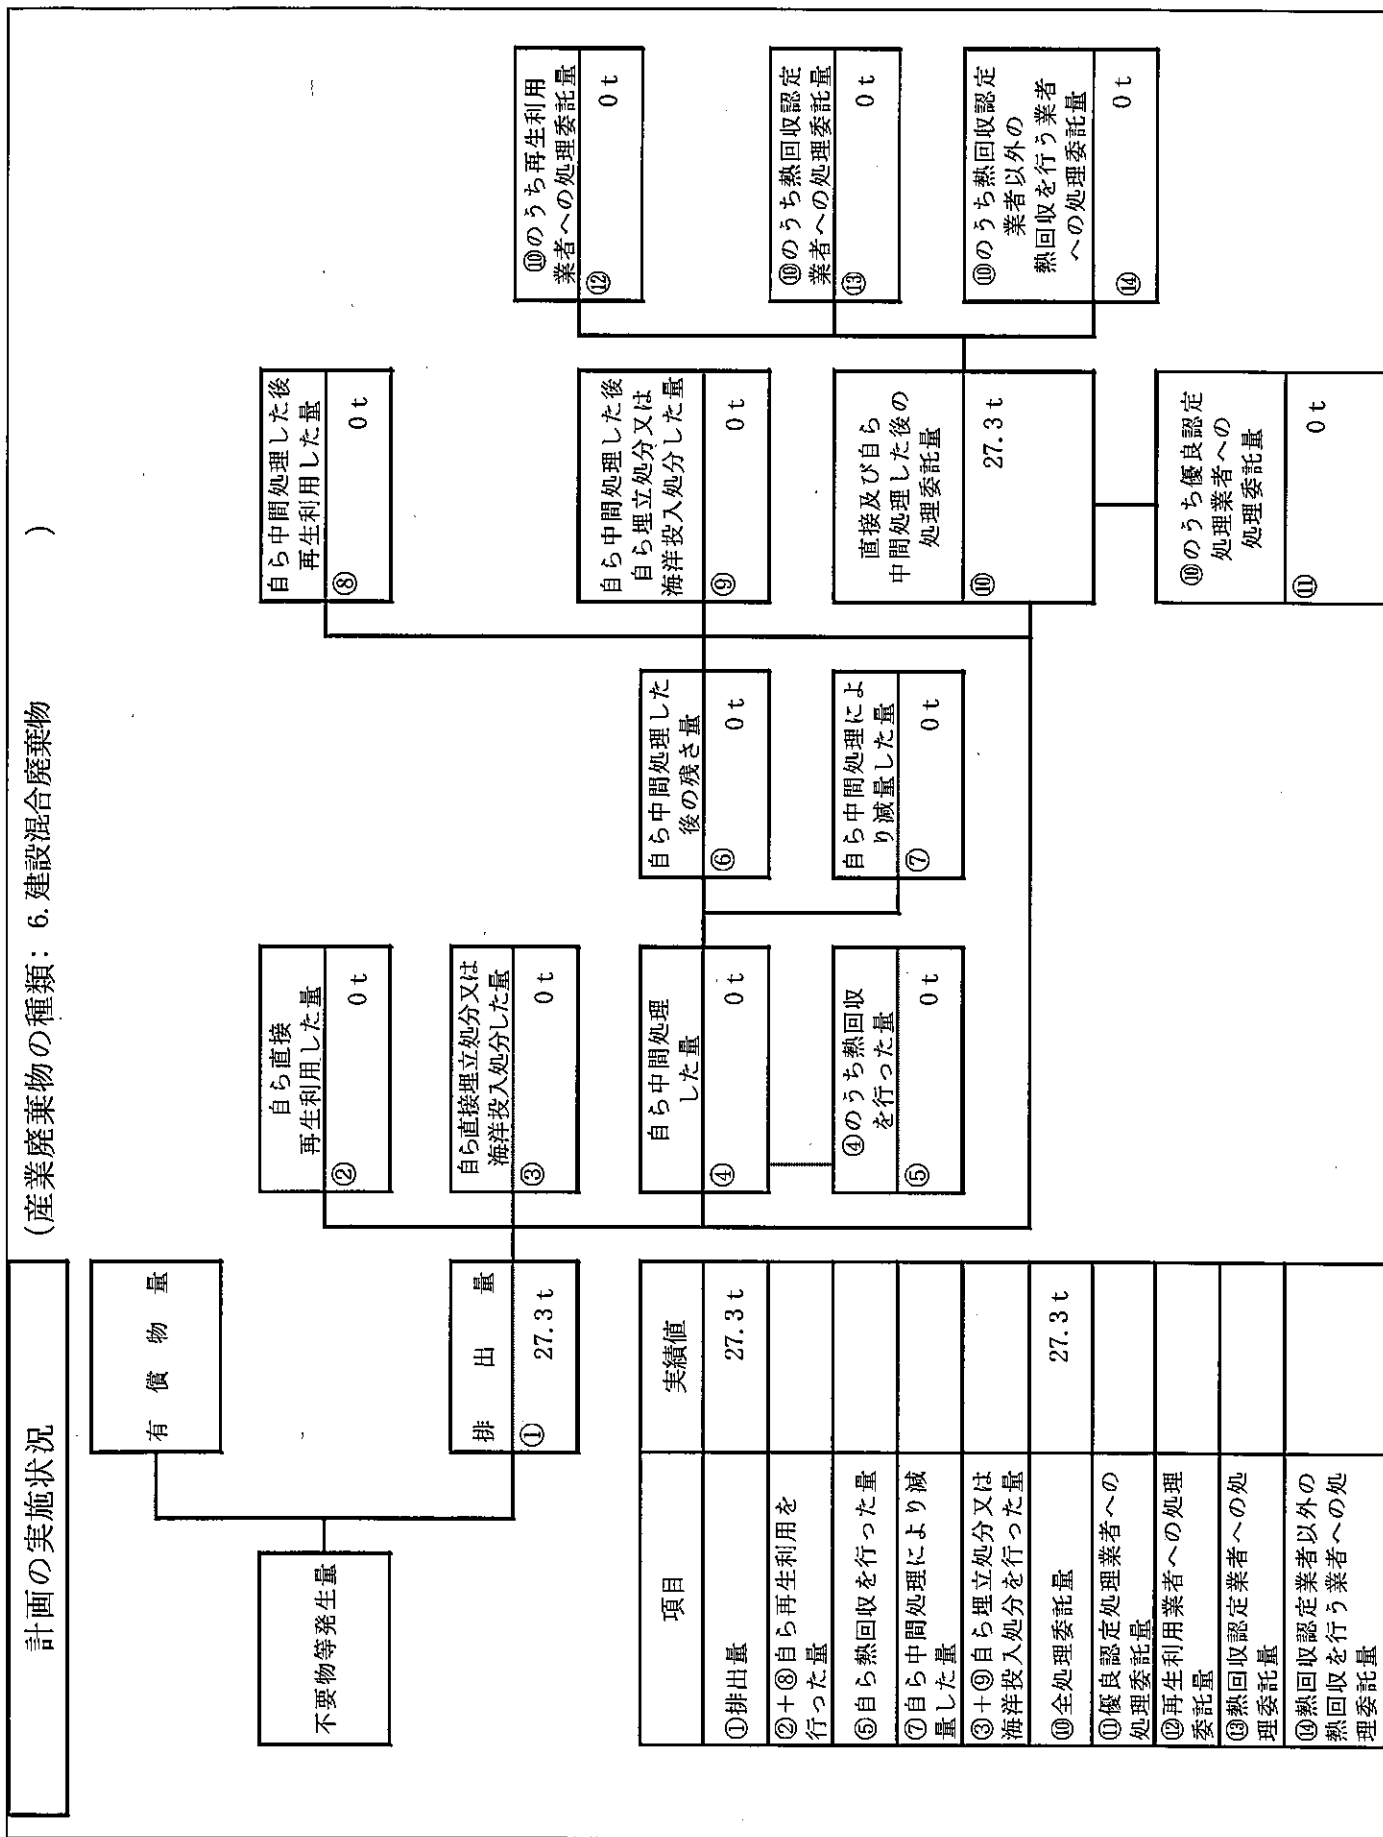 計画の実施状況
(産業廃棄物の種類: 6.建設混合廃棄物 )
不要物等発生量
有償物量
排出量
① 27.3 t
自ら直接
再生利用した量
② 0 t
自ら直接埋立処分又は
海洋投入処分した量
③ 0 t
自ら中間処理
した量
④ 0 t
④のうち熱回収
を行った量
⑤ 0 t
自ら中間処理した
後の残さ量
⑥ 0 t
自ら中間処理によ
り減量した量
⑦ 0 t
自ら中間処理した後
再生利用した量
⑧ 0 t
自ら中間処理した後
自ら埋立処分又は
海洋投入処分した量
⑨ 0 t
直接及び自ら
中間処理した後の
処理委託量
⑩ 27.3 t
⑩のうち優良認定
処理業者への
処理委託量
⑪ 0 t
⑩のうち再生利用
業者への処理委託量
⑫ 0 t
⑩のうち熱回収認定
業者への処理委託量
⑬ 0 t
⑩のうち熱回収認定
業者以外の
熱回収を行う業者
への処理委託量
⑭ 0 t
項目 実績値
①排出量 27.3 t
②+⑧自ら再生利用を
行った量
⑤自ら熱回収を行った量
⑦自ら中間処理により減
量した量
③+⑨自ら埋立処分又は
海洋投入処分を行った量
⑩全処理委託量 27.3 t
⑪優良認定処理業者への
処理委託量
⑫再生利用業者への処理
委託量
⑬熱回収認定業者への処
理委託量
⑭熱回収認定業者以外の
熱回収を行う業者への処
理委託量